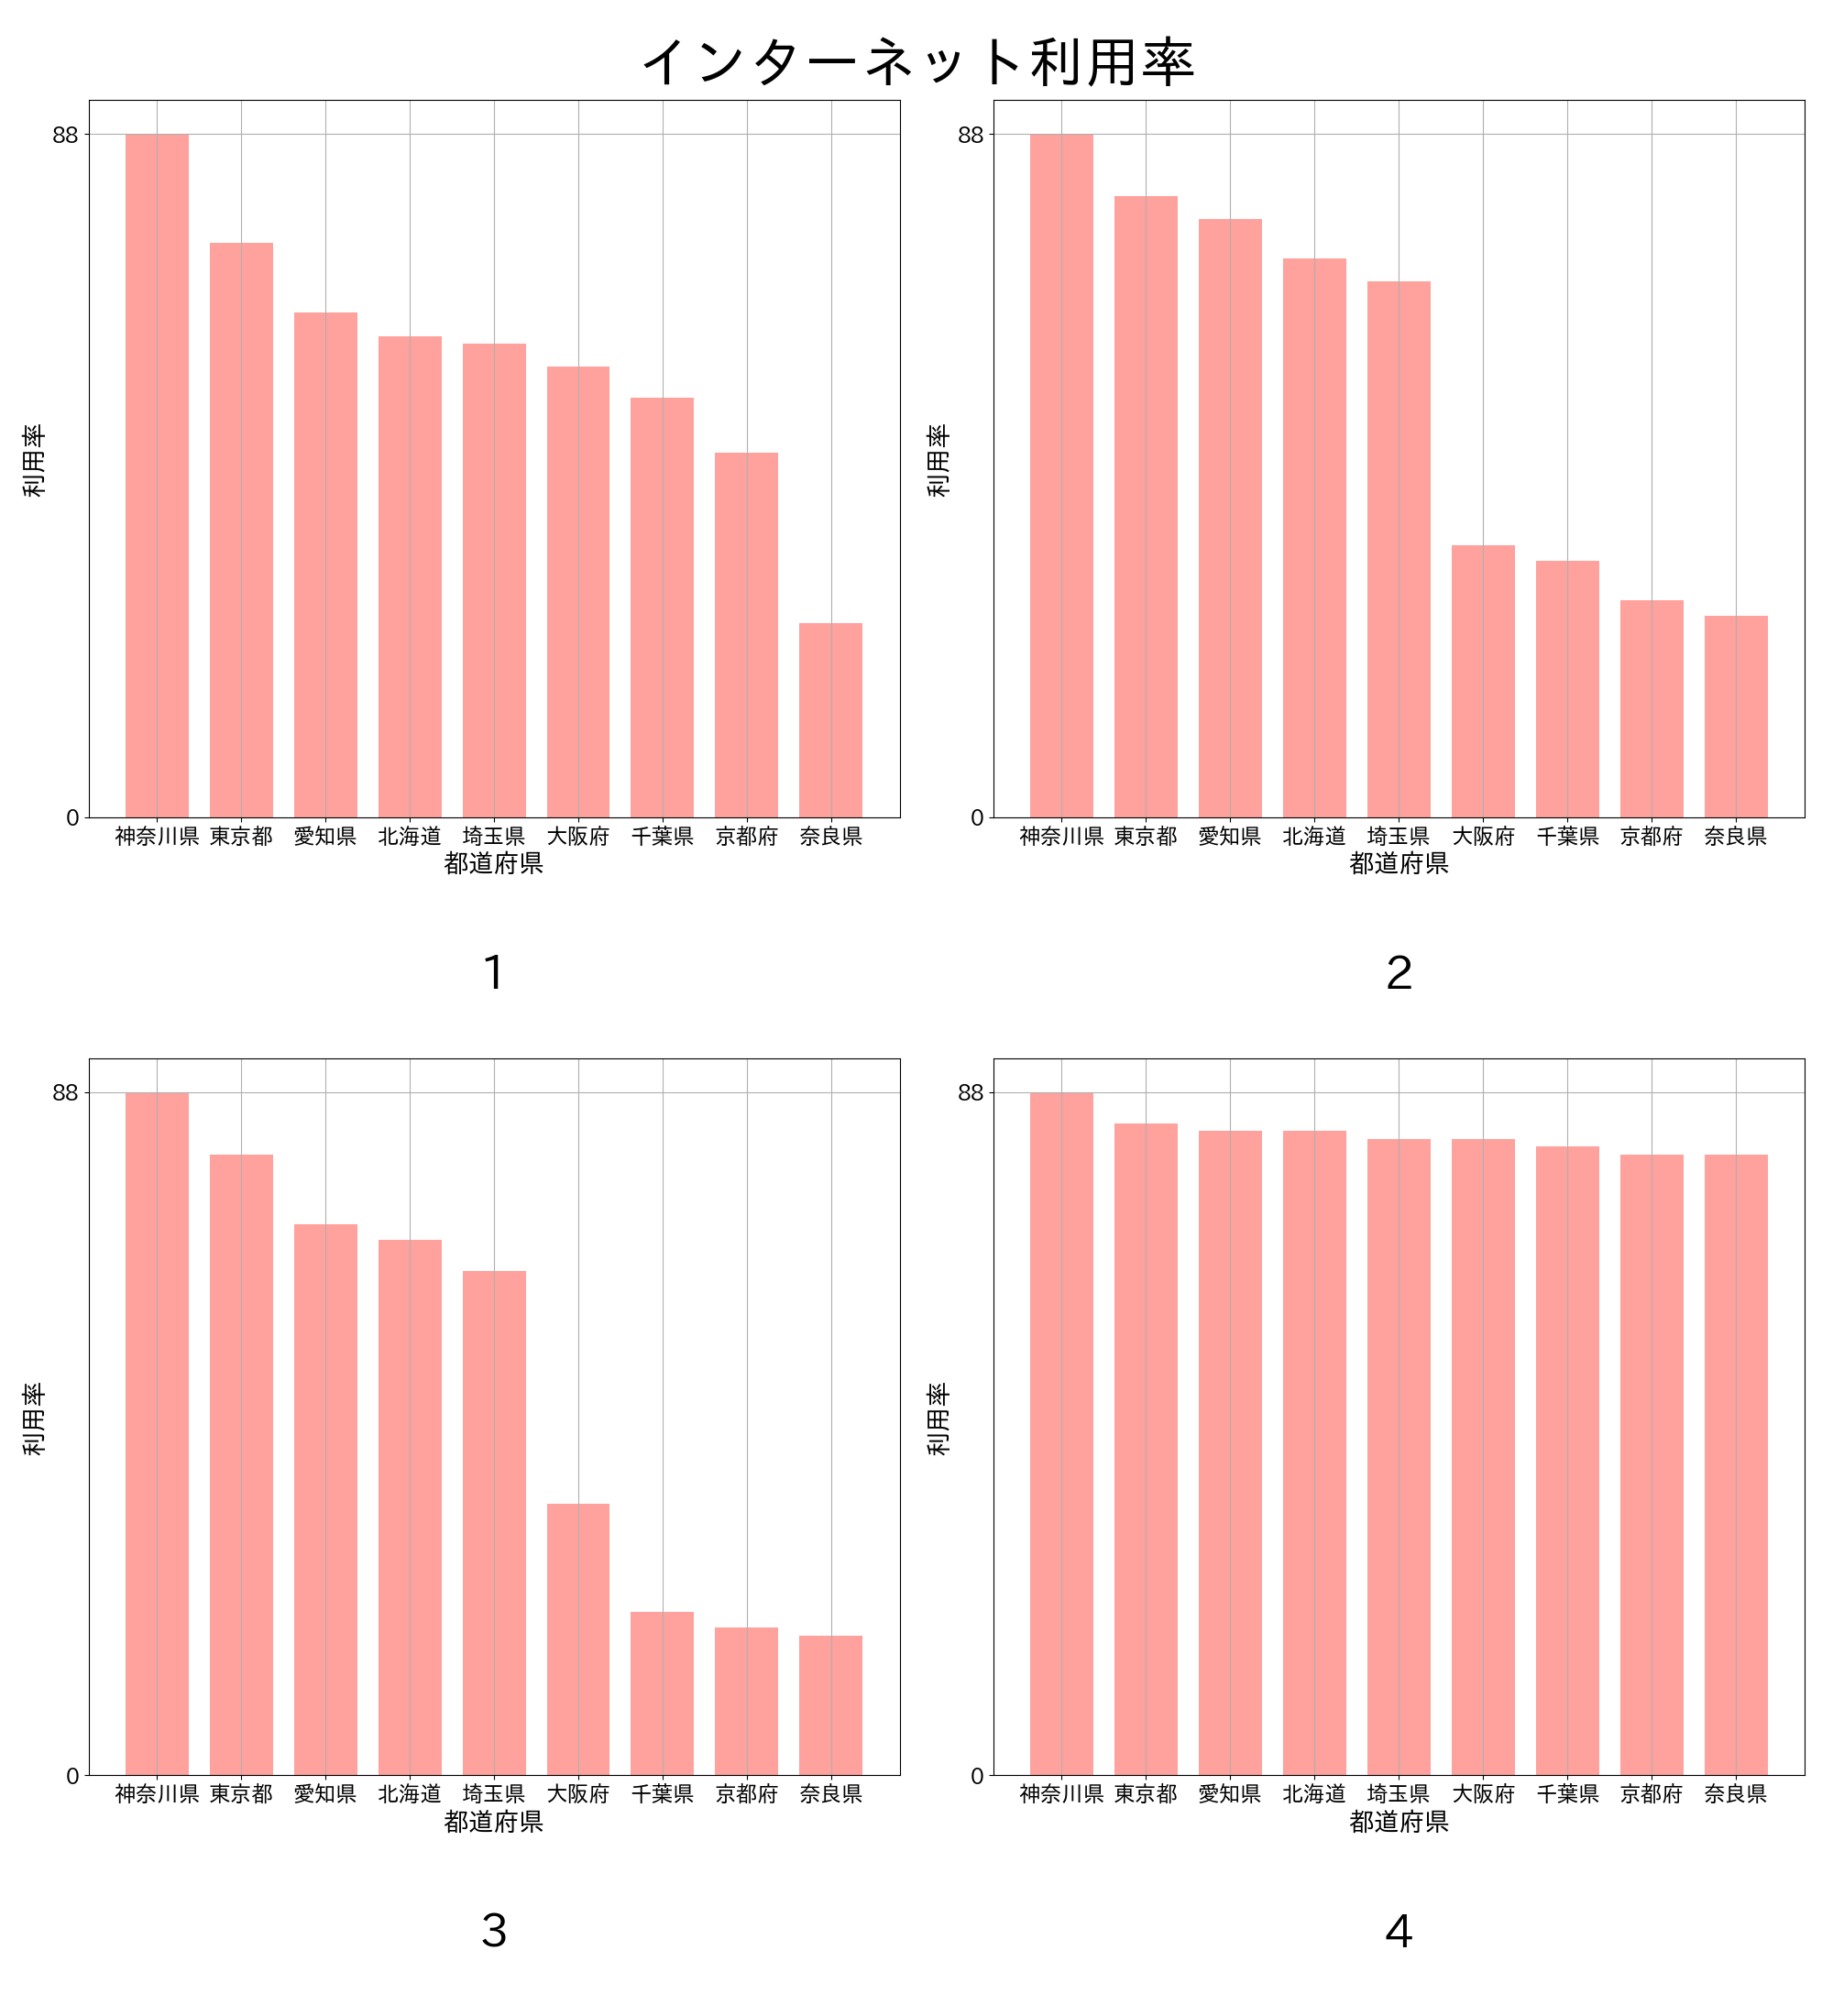 インターネット利用率
88
0
利用率
神奈川県 東京都 愛知県 北海道 埼玉県 大阪府 千葉県 京都府 奈良県
都道府県
1
88
0
利用率
神奈川県 東京都 愛知県 北海道 埼玉県 大阪府 千葉県 京都府 奈良県
都道府県
2
88
0
利用率
神奈川県 東京都 愛知県 北海道 埼玉県 大阪府 千葉県 京都府 奈良県
都道府県
3
88
0
利用率
神奈川県 東京都 愛知県 北海道 埼玉県 大阪府 千葉県 京都府 奈良県
都道府県
4